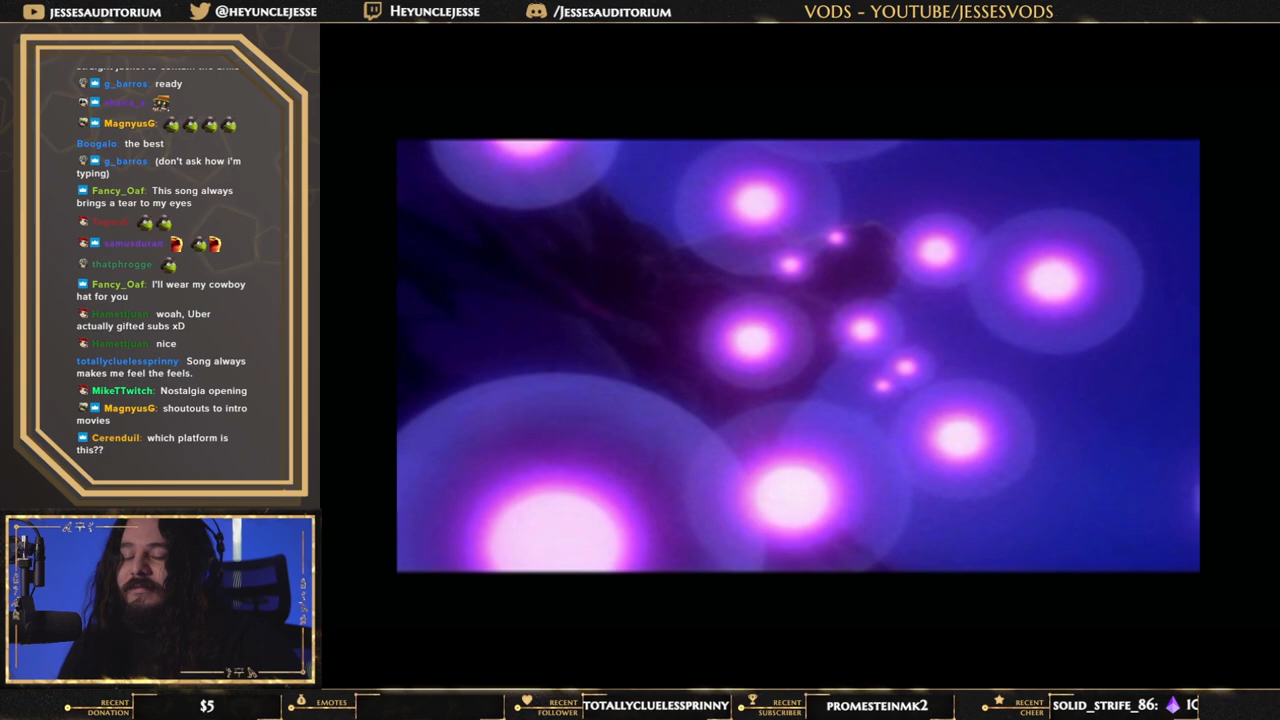 JESSESAUDITORIUM
@HEYUNCLEJESSE
HEYUNCLEJESSE
/JESSESAUDITORIUM
VODS - YOUTUBE/JESSESVODS
g_barros: ready
MagnyusG:
Boogalo: the best
g_barros: (don't ask how i'm
typing)
Fancy_Oaf: This song always
brings a tear to my eyes
samusduran
thatphrogge
Fancy_Oaf: I'll wear my cowboy
hat for you
Hamettjuan woah, Uber
actually gifted subs xD
Hamettjuan nice
totallycluelessprinny Song always
makes me feel the feels.
MikeTTwitch: Nostalgia opening
MagnyusG: shoutouts to intro
movies
Cerenduil: which platform is
this??
RECENT
DONATION
$5
EMOTES
RECENT
FOLLOWER
TOTALLYCLUELESSPRINNY
RECENT
SUBSCRIBER
PROMESTEINMK2
RECENT
CHEER
SOLID_STRIFE_86: